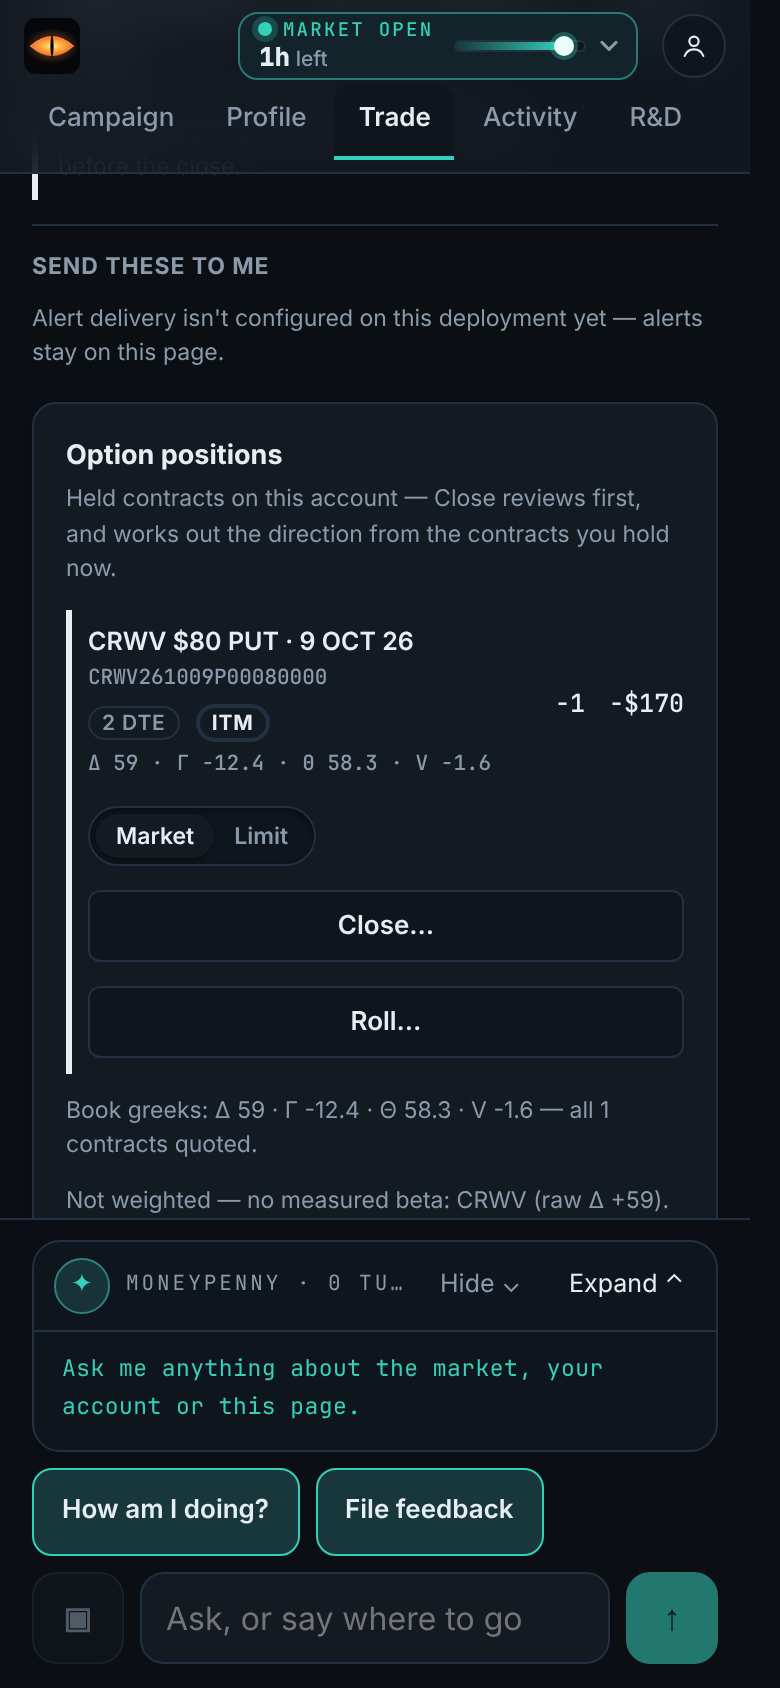 MARKET OPEN
1h left
Campaign Profile Trade Activity R&D
before the close.
SEND THESE TO ME
Alert delivery isn't configured on this deployment yet — alerts
stay on this page.
Option positions
Held contracts on this account — Close reviews first,
and works out the direction from the contracts you hold
now.
CRWV $80 PUT · 9 OCT 26
CRWV261009P00080000
-1 -$170
2 DTE ITM
Δ 59 · Γ -12.4 · Θ 58.3 · V -1.6
Market Limit
Close...
Roll...
Book greeks: Δ 59 · Γ -12.4 · Θ 58.3 · V -1.6 — all 1
contracts quoted.
Not weighted — no measured beta: CRWV (raw Δ +59).
MONEYPENNY · 0 TU…
Hide
Expand
Ask me anything about the market, your
account or this page.
How am I doing? File feedback
Ask, or say where to go